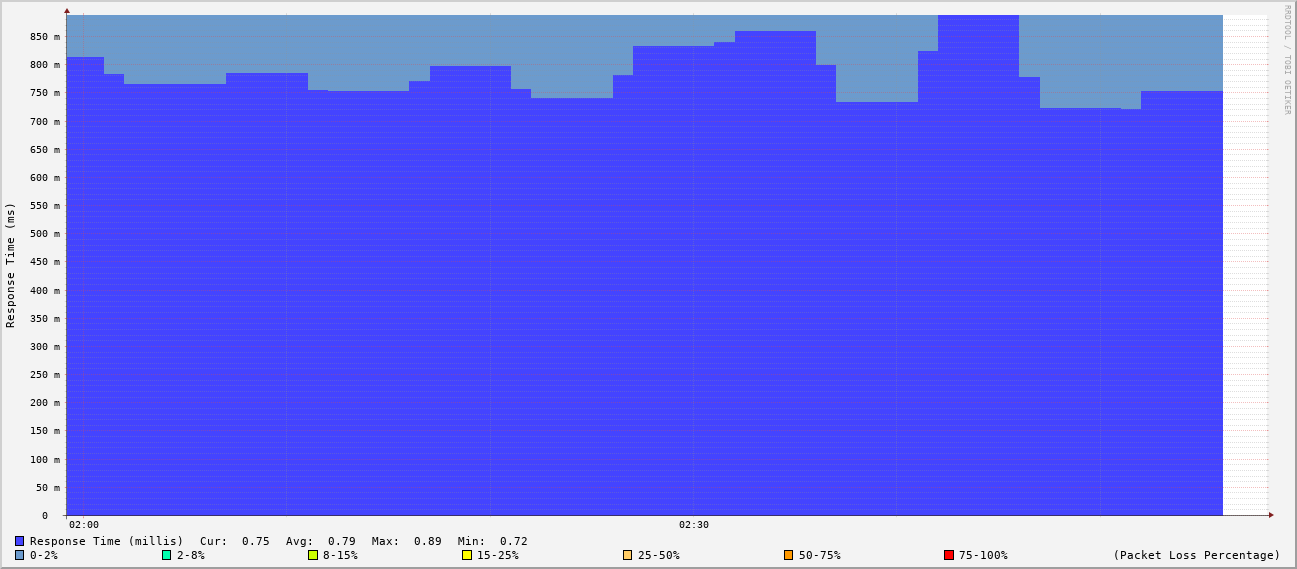 RRDTOOL / TOBI OETIKER
Response Time (ms)
850 m
800 m
750 m
700 m
650 m
600 m
550 m
500 m
450 m
400 m
350 m
300 m
250 m
200 m
150 m
100 m
50 m
0
02:00 02:30
Response Time (millis) Cur: 0.75 Avg: 0.79 Max: 0.89 Min: 0.72
0-2% 2-8% 8-15% 15-25% 25-50% 50-75% 75-100% (Packet Loss Percentage)